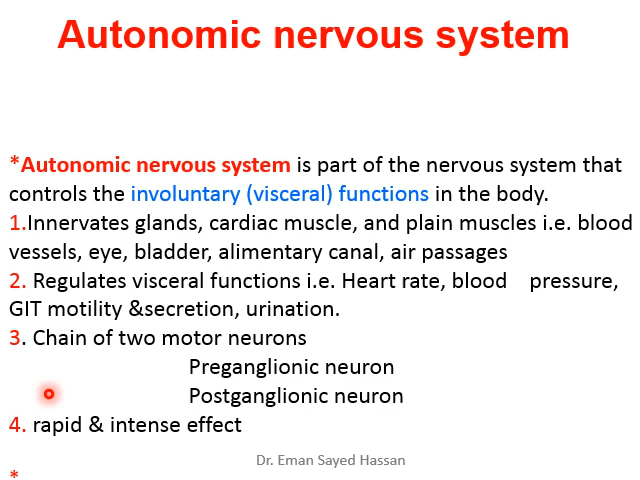 Autonomic nervous system
*Autonomic nervous system is part of the nervous system that
controls the involuntary (visceral) functions in the body.
1.Innervates glands, cardiac muscle, and plain muscles i.e. blood
vessels, eye, bladder, alimentary canal, air passages
2. Regulates visceral functions i.e. Heart rate, blood pressure,
GIT motility &secretion, urination.
3. Chain of two motor neurons
Preganglionic neuron
Postganglionic neuron
4. rapid & intense effect
Dr. Eman Sayed Hassan
*